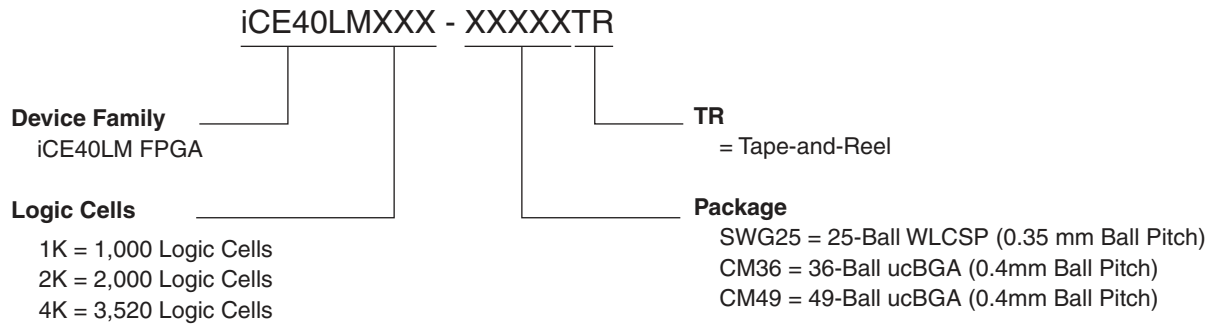 iCE40LMXXX - XXXXXTR
Device Family
iCE40LM FPGA
Logic Cells
1K = 1,000 Logic Cells
2K = 2,000 Logic Cells
4K = 3,520 Logic Cells
TR
= Tape-and-Reel
Package
SWG25 = 25-Ball WLCSP (0.35 mm Ball Pitch)
CM36 = 36-Ball ucBGA (0.4mm Ball Pitch)
CM49 = 49-Ball ucBGA (0.4mm Ball Pitch)